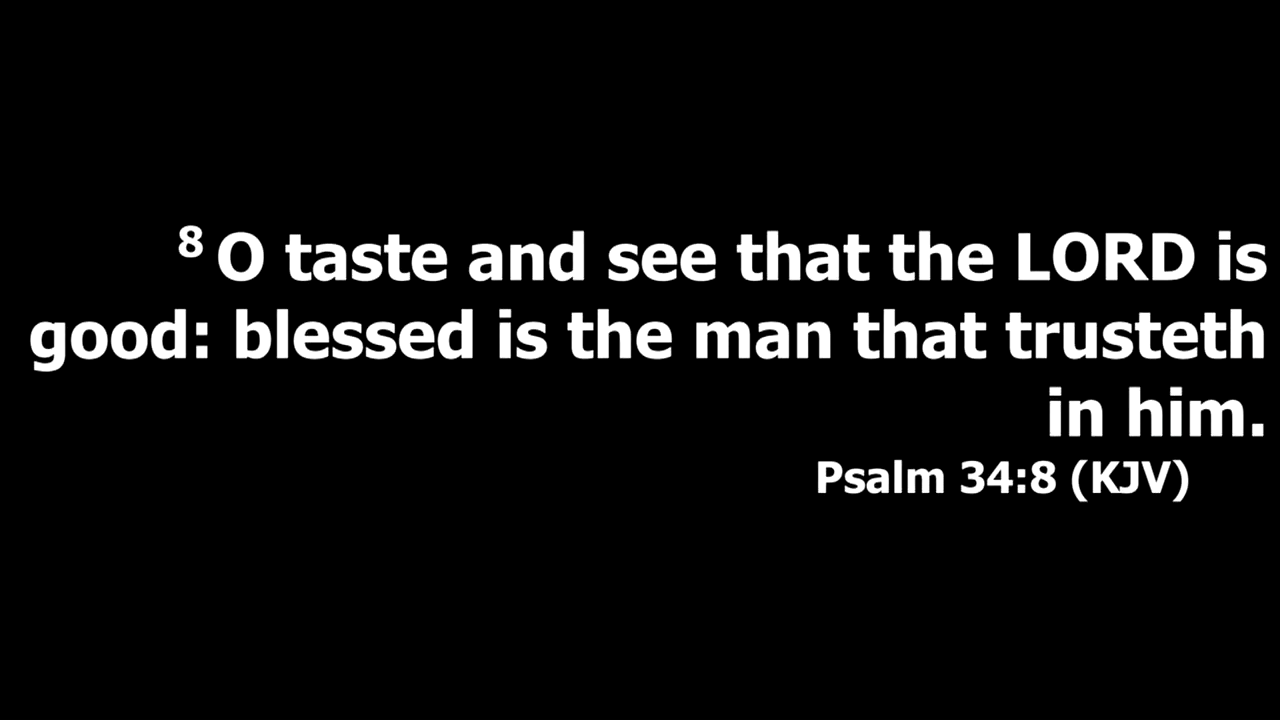 8 O taste and see that the LORD is
good: blessed is the man that trusteth
in him.
Psalm 34:8 (KJV)